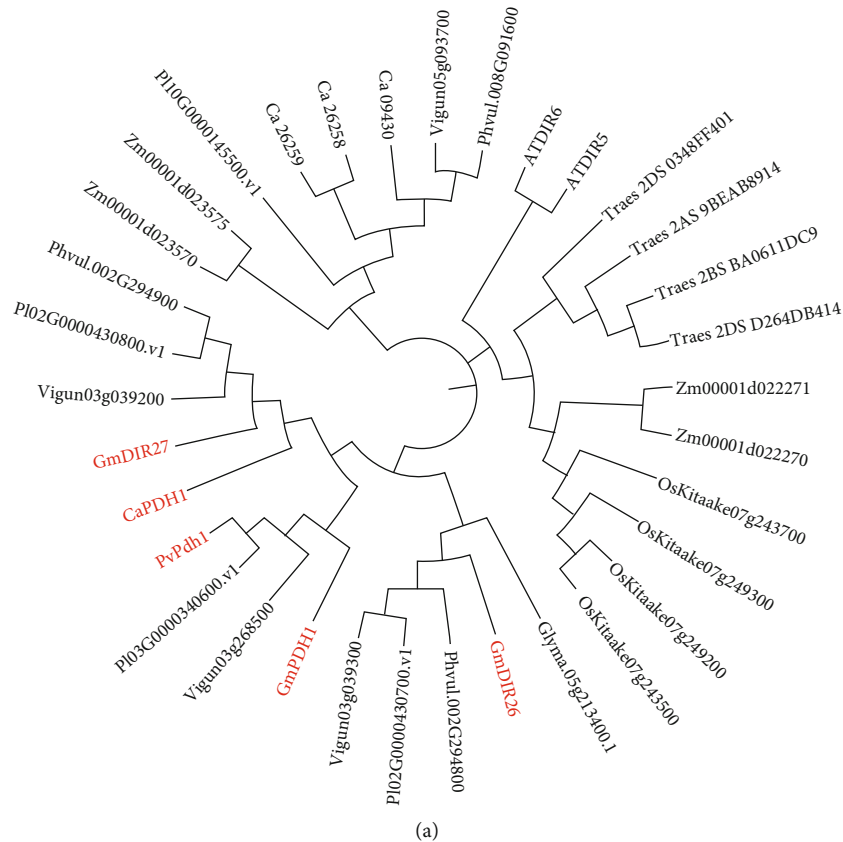 Vigun05g093700
Phvul.008G091600
ATDIR6
ATDIR5
Traes 2DS 0348FF401
Traes 2AS 9BEAB8914
Traes 2BS BA0611DC9
Traes 2DS D264DB414
Zm00001d022271
Zm00001d022270
OsKitaake07g243700
OsKitaake07g249300
OsKitaake07g249200
OsKitaake07g243500
Glyma.05g213400.1
GmDIR26
Phvul.002G294800
Pl02G0000430700.v1
Vigun03g039300
GmPDH1
Vigun03g268500
Pl03G0000340600.v1
PvPdh1
CaPDH1
GmDIR27
Vigun03g039200
Pl02G0000430800.v1
Phvul.002G294900
Zm00001d023570
Zm00001d023575
Pl10G0000145500.v1
Ca 26259
Ca 26258
Ca 09430
(a)